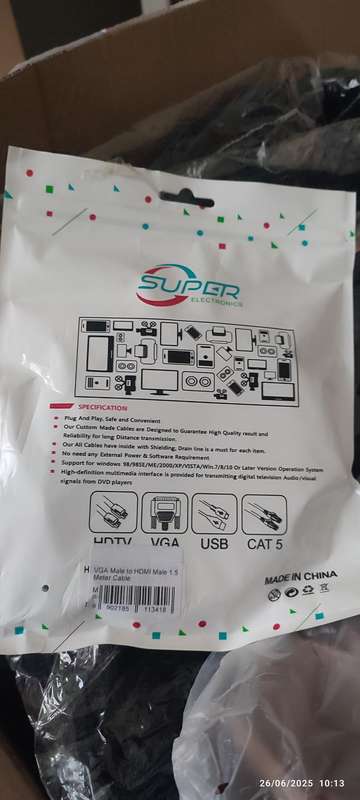 SUPER
ELECTRONICS
SPECIFICATION
Plug And Play, Safe and Convenient
Our Custom Made Cables are Designed to Guarantee High Quality result and
Reliability for long Distance transmission.
Our All Cables have inside with Shielding, Drain line is a must for each item.
No need any External Power & Software Requirement
Support for windows 98/98SE/ME/2000/XP/VISTA/Win.7/8/10 Or Later Version Operation System
High-definition multimedia interface is provided for transmitting digital television Audio/visual
signals from DVD players
HDTV VGA USB CAT 5
VGA Male to HDMI Male 1.5
Meter Cable
902785 113418
MADE IN CHINA
26/06/2025 10:13